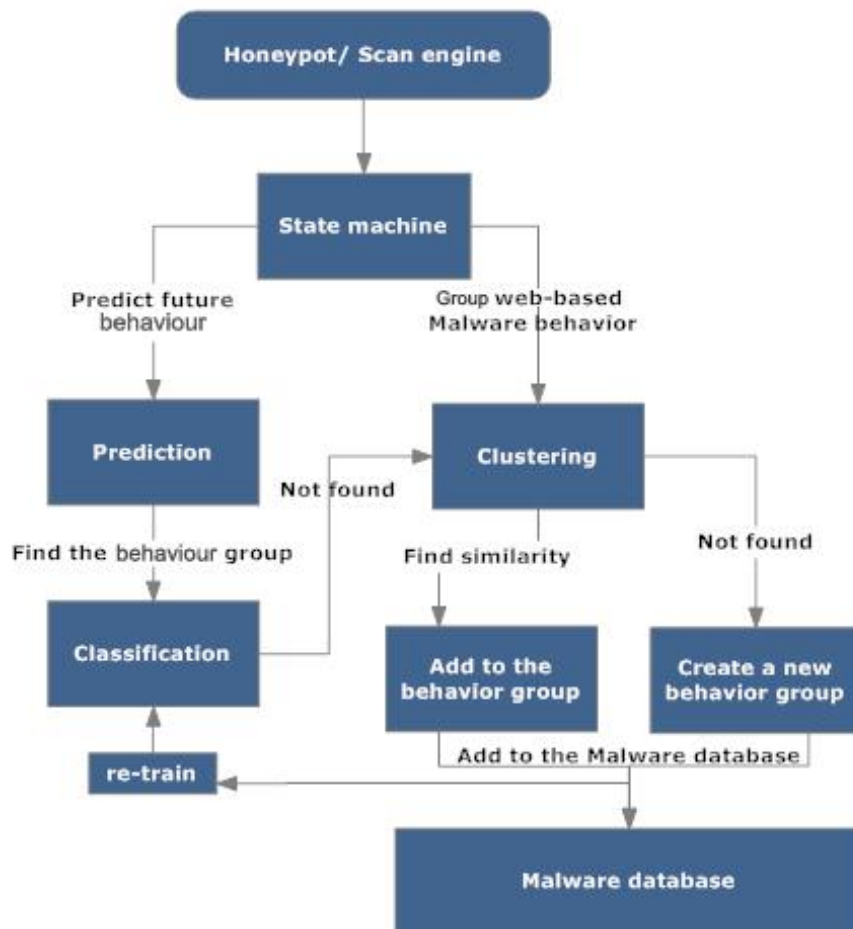 Honeypot/ Scan engine
State machine
Predict future
behaviour
Group web-based
Malware behavior
Prediction
Clustering
Not found
Find the behaviour group
Find similarity
Not found
Classification
Add to the
behavior group
Create a new
behavior group
Add to the Malware database
re-train
Malware database